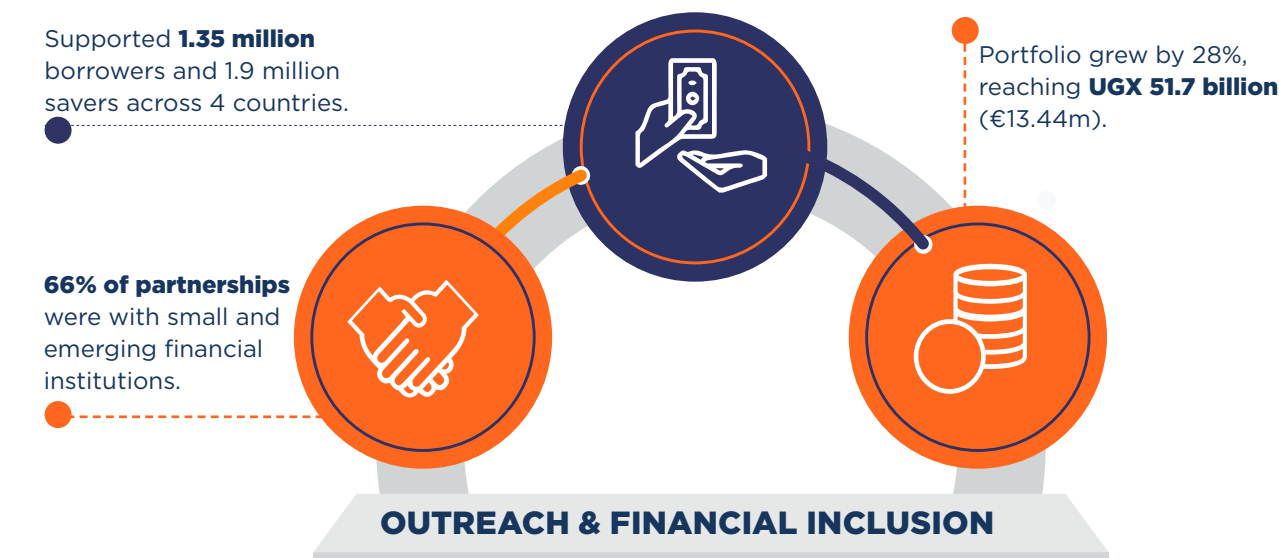 Supported 1.35 million
borrowers and 1.9 million
savers across 4 countries.
Portfolio grew by 28%,
reaching UGX 51.7 billion
(€13.44m).
66% of partnerships
were with small and
emerging financial
institutions.
OUTREACH & FINANCIAL INCLUSION